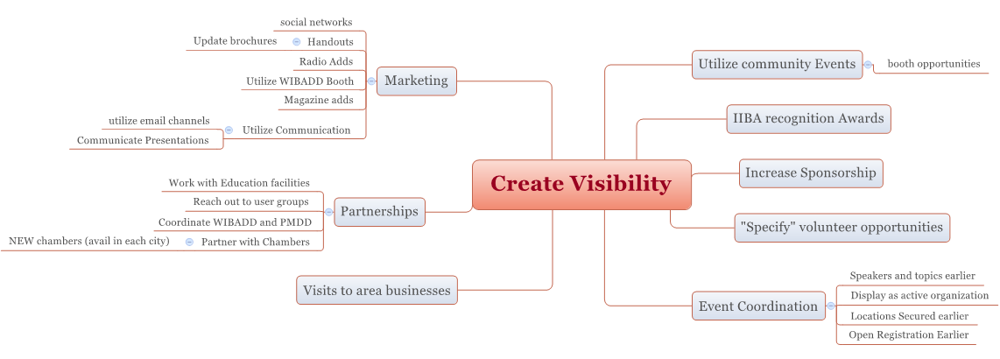 social networks
Update brochures
Handouts
Radio Adds
Utilize WIBADD Booth
Magazine adds
utilize email channels
Communicate Presentations
Utilize Communication
Marketing
Work with Education facilities
Reach out to user groups
Coordinate WIBADD and PMDD
NEW chambers (avail in each city)
Partner with Chambers
Partnerships
Visits to area businesses
Create Visibility
Utilize community Events
booth opportunities
IIBA recognition Awards
Increase Sponsorship
"Specify" volunteer opportunities
Event Coordination
Speakers and topics earlier
Display as active organization
Locations Secured earlier
Open Registration Earlier